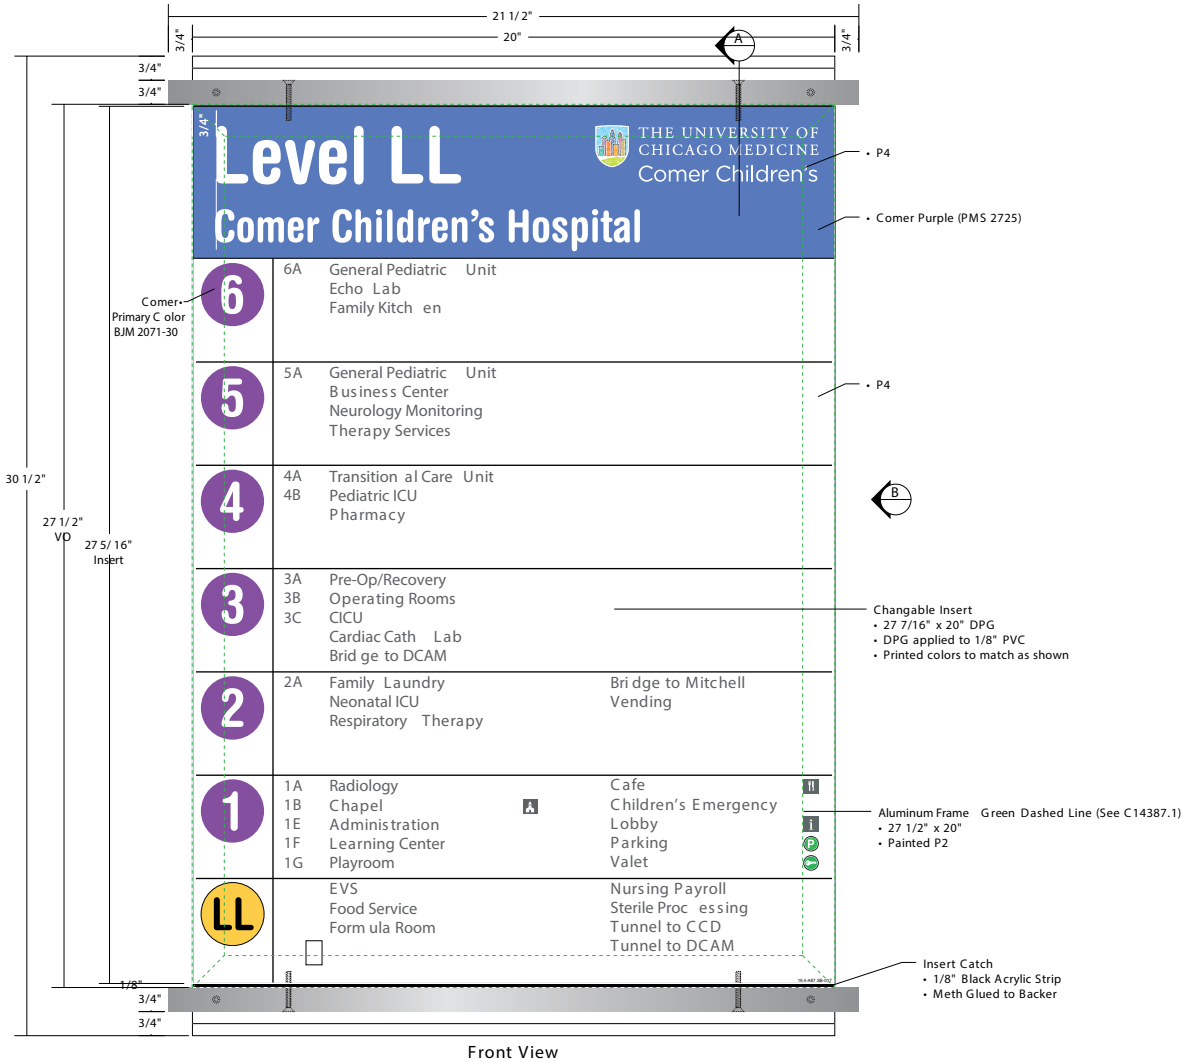 21 1/2"
20"
3/4"
3/4"
A
3/4"
3/4"
3/4"
Level LL
THE UNIVERSITY OF
CHICAGO MEDICINE
Comer Children's
Comer Children's Hospital
• P4
• Comer Purple (PMS 2725)
Comer•
Primary Color
BJM 2071-30
6
6A General Pediatric Unit
Echo Lab
Family Kitchen
5
5A General Pediatric Unit
Business Center
Neurology Monitoring
Therapy Services
• P4
4
4A Transitional Care Unit
4B Pediatric ICU
Pharmacy
B
30 1/2"
27 1/2"
VO
27 5/16"
Insert
3
3A Pre-Op/Recovery
3B Operating Rooms
3C CICU
Cardiac Cath Lab
Bridge to DCAM
Changable Insert
• 27 7/16" x 20" DPG
• DPG applied to 1/8" PVC
• Printed colors to match as shown
2
2A Family Laundry Bridge to Mitchell
Neonatal ICU Vending
Respiratory Therapy
1
1A Radiology Cafe
1B Chapel Children's Emergency
1E Administration Lobby i
1F Learning Center Parking P
1G Playroom Valet
Aluminum Frame Green Dashed Line (See C14387.1)
• 27 1/2" x 20"
• Painted P2
LL
EVS Nursing Payroll
Food Service Sterile Processing
Formula Room Tunnel to CCD
Tunnel to DCAM
1/8"
3/4"
3/4"
Insert Catch
• 1/8" Black Acrylic Strip
• Meth Glued to Backer
Front View